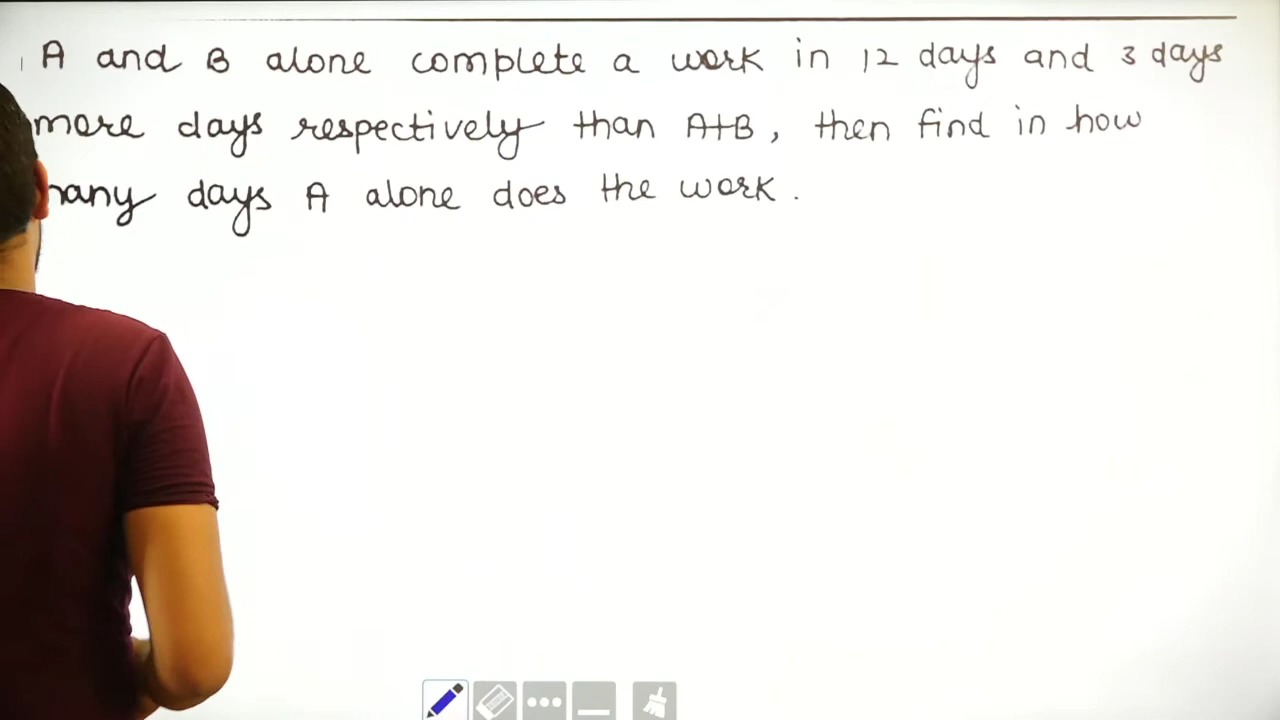 A and B alone complete a work in 12 days and 3 days
more days respectively than A+B, then find in how
many days A alone does the work.